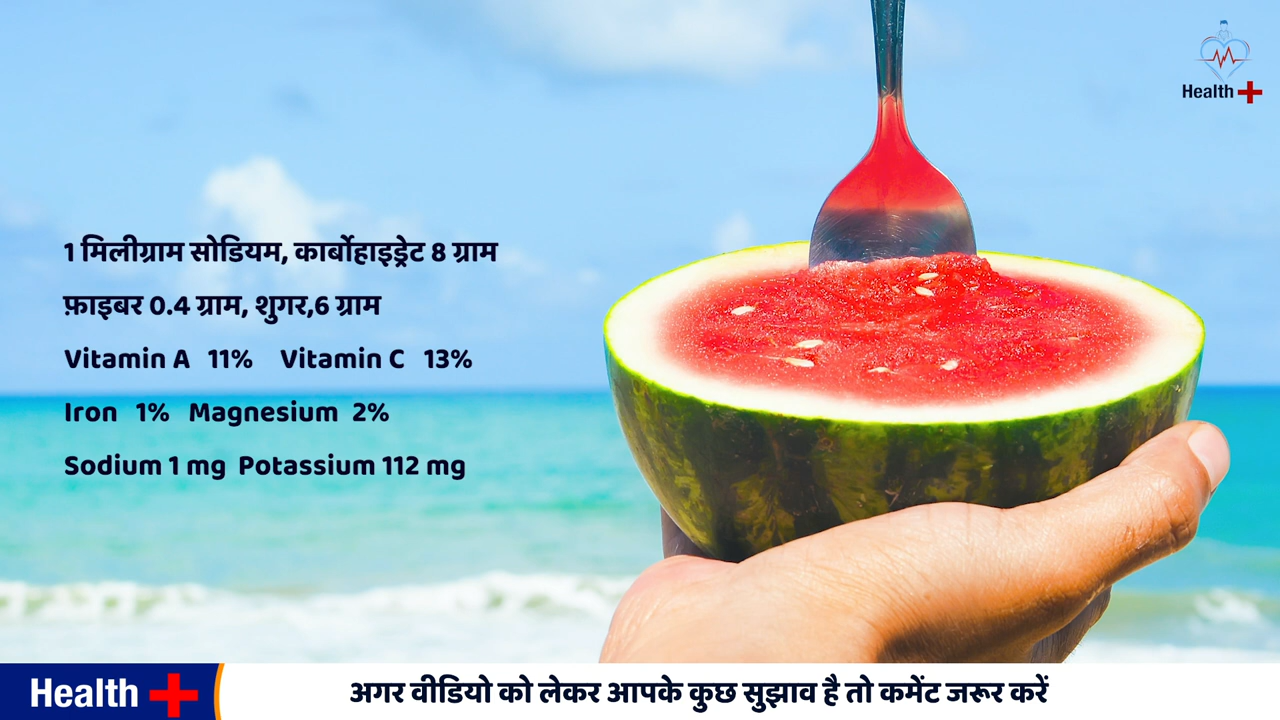 Health
1 मिलीग्राम सोडियम, कार्बोहाइड्रेट 8 ग्राम
फ़ाइबर 0.4 ग्राम, शुगर,6 ग्राम
Vitamin A 11% Vitamin C 13%
Iron 1% Magnesium 2%
Sodium 1 mg Potassium 112 mg
Health
अगर वीडियो को लेकर आपके कुछ सुझाव है तो कमेंट जरूर करें